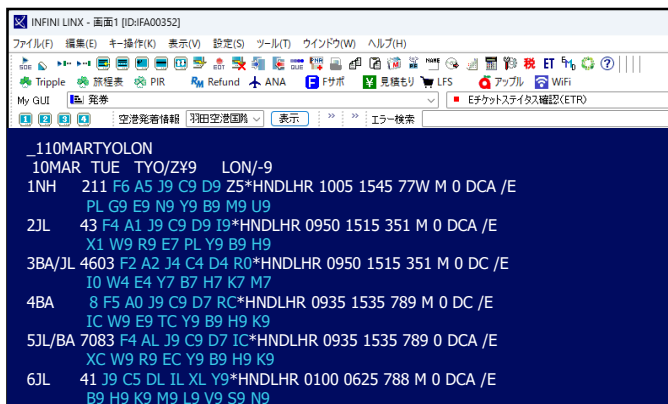 INFINI LINX - 画面1 [ID:IFA00352]
ファイル(F) 編集(E) キー操作(K) 表示(V) 設定(S) ツール(T) ウインドウ(W) ヘルプ(H)
税 ET
Tripple 旅程表 PIR RM Refund ANA F Fサポ ¥ 見積もり LFS アップル WiFi
My GUI 発券 Eチケットステイタス確認(ETR)
1 2 3 4 空港発着情報 羽田空港国際 表示 » » エラー検索
_110MARTYOLON
10MAR TUE TYO/Z¥9 LON/-9
1NH 211 F6 A5 J9 C9 D9 Z5*HNDLHR 1005 1545 77W M 0 DCA /E
PL G9 E9 N9 Y9 B9 M9 U9
2JL 43 F4 A1 J9 C9 D9 I9*HNDLHR 0950 1515 351 M 0 DCA /E
X1 W9 R9 E7 PL Y9 B9 H9
3BA/JL 4603 F2 A2 J4 C4 D4 R0*HNDLHR 0950 1515 351 M 0 DC /E
I0 W4 E4 Y7 B7 H7 K7 M7
4BA 8 F5 A0 J9 C9 D7 RC*HNDLHR 0935 1535 789 M 0 DC /E
IC W9 E9 TC Y9 B9 H9 K9
5JL/BA 7083 F4 AL J9 C9 D7 IC*HNDLHR 0935 1535 789 0 DCA /E
XC W9 R9 EC Y9 B9 H9 K9
6JL 41 J9 C5 DL IL XL Y9*HNDLHR 0100 0625 788 M 0 DCA /E
B9 H9 K9 M9 L9 V9 S9 N9